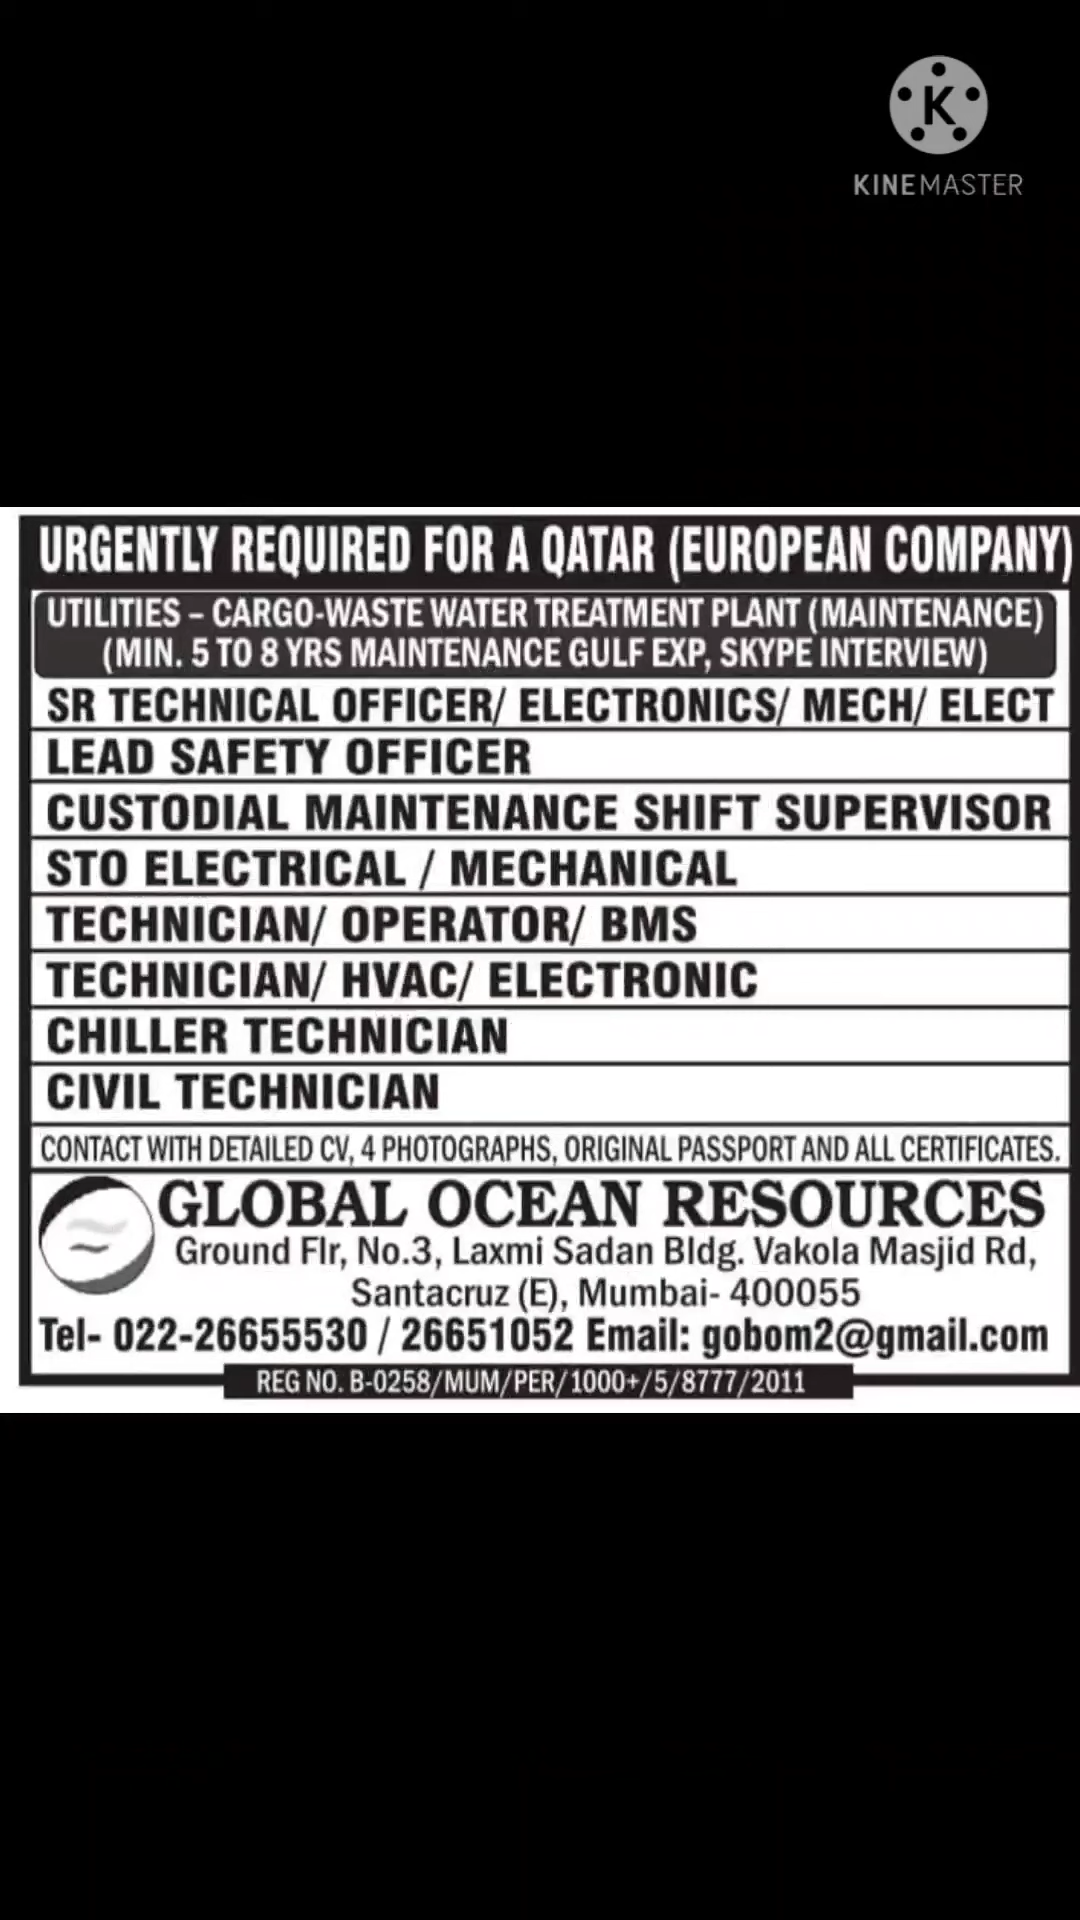 K
KINEMASTER
URGENTLY REQUIRED FOR A QATAR (EUROPEAN COMPANY)
UTILITIES – CARGO-WASTE WATER TREATMENT PLANT (MAINTENANCE)
(MIN. 5 TO 8 YRS MAINTENANCE GULF EXP, SKYPE INTERVIEW)
SR TECHNICAL OFFICER/ ELECTRONICS/ MECH/ ELECT
LEAD SAFETY OFFICER
CUSTODIAL MAINTENANCE SHIFT SUPERVISOR
STO ELECTRICAL / MECHANICAL
TECHNICIAN/ OPERATOR/ BMS
TECHNICIAN/ HVAC/ ELECTRONIC
CHILLER TECHNICIAN
CIVIL TECHNICIAN
CONTACT WITH DETAILED CV, 4 PHOTOGRAPHS, ORIGINAL PASSPORT AND ALL CERTIFICATES.
GLOBAL OCEAN RESOURCES
Ground Flr, No.3, Laxmi Sadan Bldg. Vakola Masjid Rd,
Santacruz (E), Mumbai- 400055
Tel- 022-26655530 / 26651052 Email: gobom2@gmail.com
REG NO. B-0258/MUM/PER/1000+/5/8777/2011